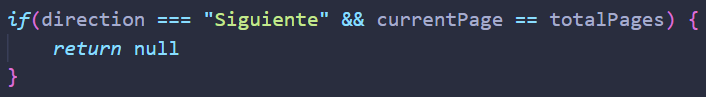 if(direction === "Siguiente" && currentPage == totalPages) {
    return null
}